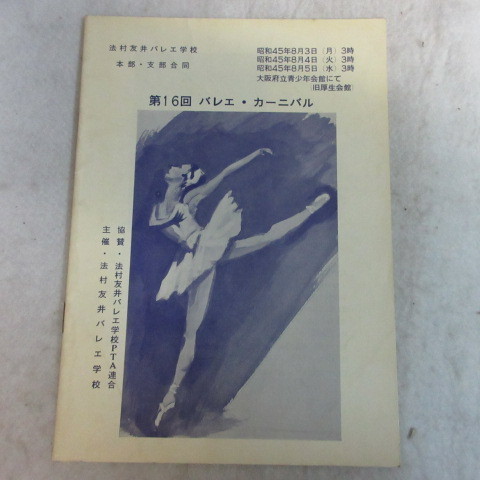 法村友井バレエ学校
本部・支部合同
昭和45年8月3日（月）3時
昭和45年8月4日（火）3時
昭和45年8月5日（水）3時
大阪府立青少年会館にて
（旧厚生会館）
第16回 バレエ・カーニバル
協賛・法村友井バレエ学校PTA連合
主催・法村友井バレエ学校